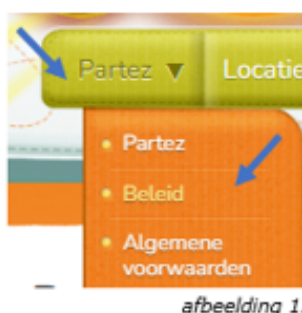 Partez ▼ Locatie
Partez
Beleid
Algemene
voorwaarden
afbeelding 1